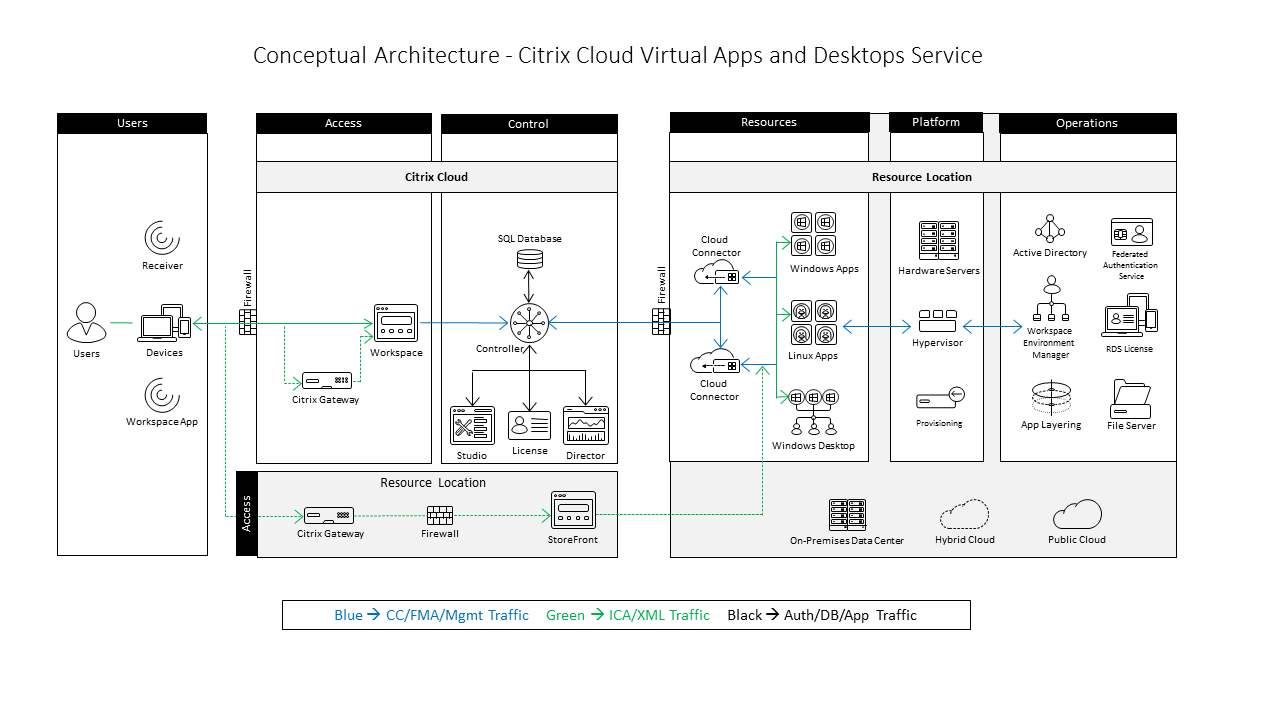 Conceptual Architecture - Citrix Cloud Virtual Apps and Desktops Service
Users
Access
Control
Resources
Platform
Operations
Citrix Cloud
Resource Location
Receiver
Users
Devices
Workspace App
Firewall
Workspace
Citrix Gateway
SQL Database
Controller
Studio
License
Director
Firewall
Cloud
Connector
Cloud
Connector
Windows Apps
Linux Apps
Windows Desktop
Hardware Servers
Hypervisor
Provisioning
Active Directory
Federated
Authentication
Service
Workspace
Environment
Manager
RDS License
App Layering
File Server
Access
Resource Location
Citrix Gateway
Firewall
StoreFront
On-Premises Data Center
Hybrid Cloud
Public Cloud
Blue → CC/FMA/Mgmt Traffic Green → ICA/XML Traffic Black → Auth/DB/App Traffic